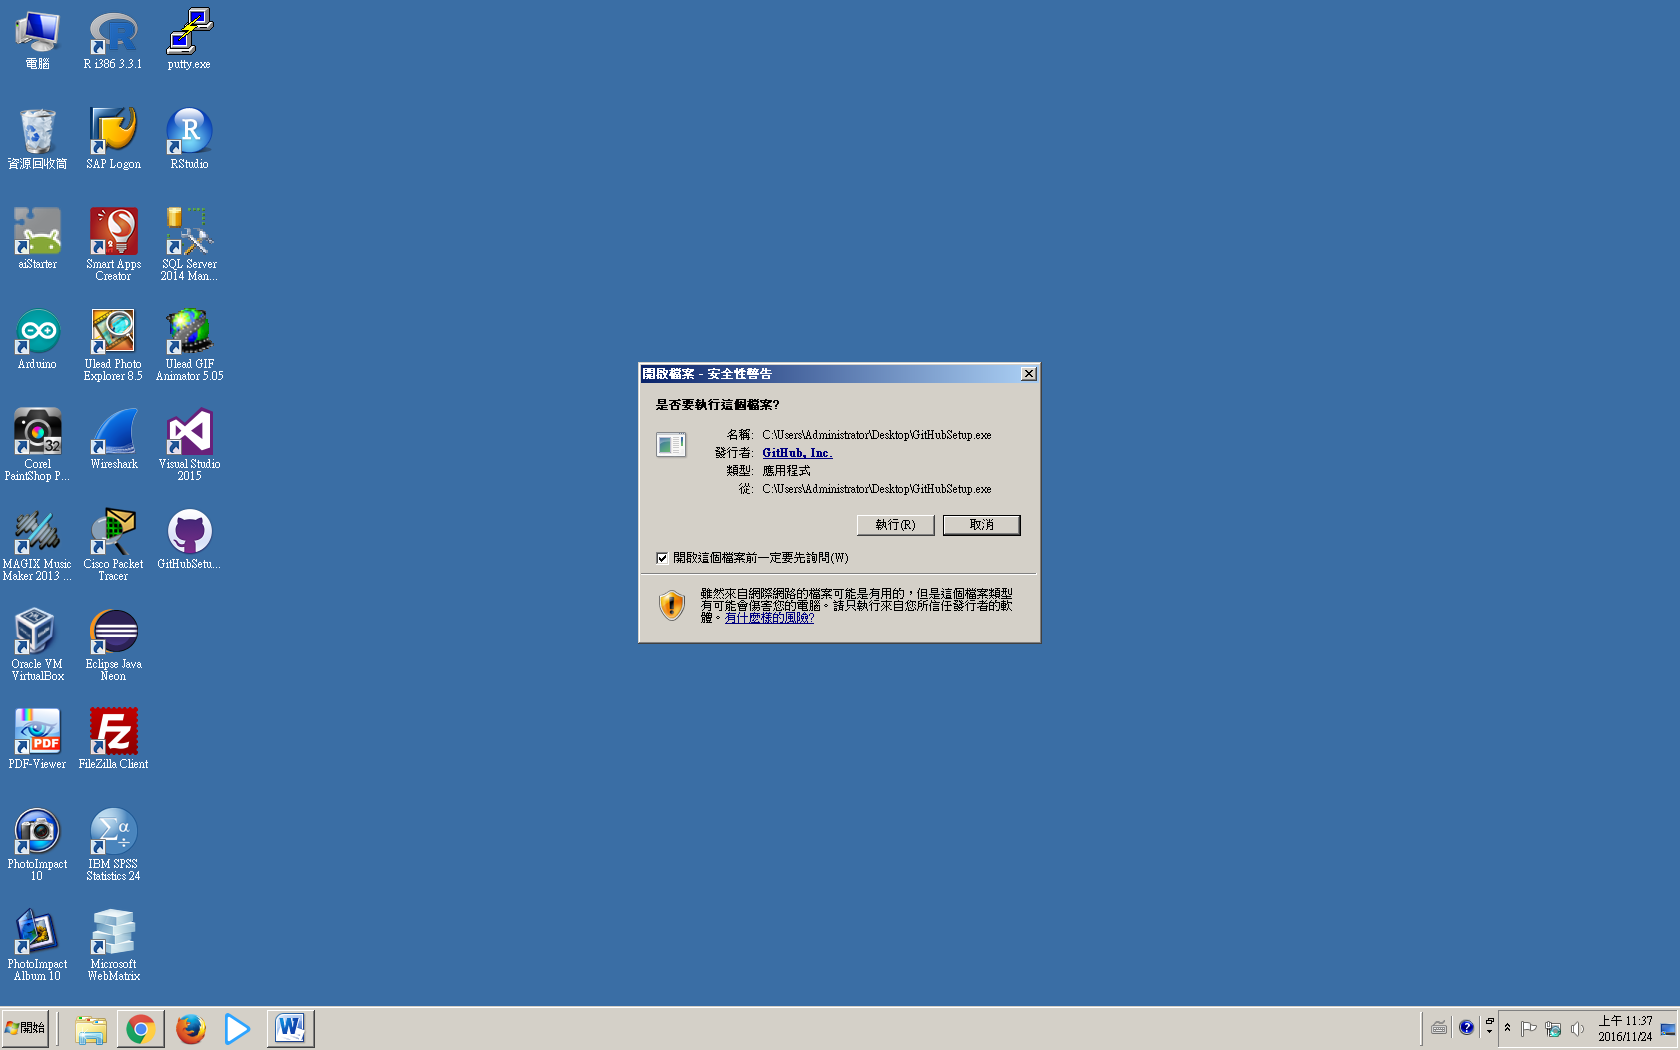 電腦
R i386 3.3.1
putty.exe
資源回收筒
SAP Logon
RStudio
R
aiStarter
Smart Apps
Creator
SQL Server
2014 Man...
Arduino
Ulead Photo
Explorer 8.5
Ulead GIF
Animator 5.05
32
Corel
PaintShop P...
Wireshark
Visual Studio
2015
MAGIX Music
Maker 2013 ...
Cisco Packet
Tracer
GitHubSetu...
Oracle VM
VirtualBox
Eclipse Java
Neon
PDF
PDF-Viewer
FZ
FileZilla Client
PhotoImpact
10
Σα÷
IBM SPSS
Statistics 24
PhotoImpact
Album 10
Microsoft
WebMatrix
開啟檔案 - 安全性警告
是否要執行這個檔案?
名稱: C:\Users\Administrator\Desktop\GitHubSetup.exe
發行者: GitHub, Inc.
類型: 應用程式
從: C:\Users\Administrator\Desktop\GitHubSetup.exe
執行(R)
取消
開啟這個檔案前一定要先詢問(W)
雖然來自網際網路的檔案可能是有用的，但是這個檔案類型
有可能會傷害您的電腦。請只執行來自您所信任發行者的軟
體。有什麼樣的風險?
開始
W
上午 11:37
2016/11/24